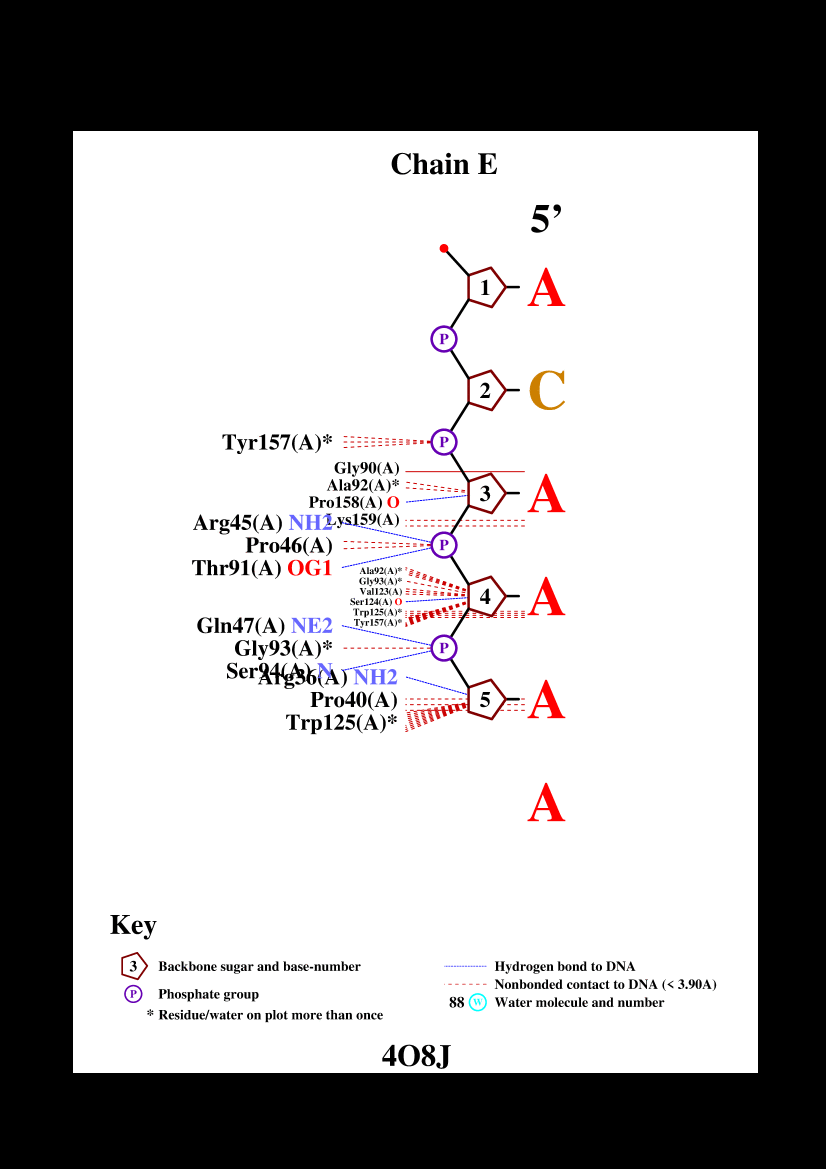 Chain E
5’
1 A
P
2 C
Tyr157(A)* P
Gly90(A)
Ala92(A)*
3 A
Pro158(A) O
Lys159(A)
Arg45(A) NH2
Pro46(A) P
Thr91(A) OG1
Ala92(A)*
Gly93(A)*
Val123(A)
4 A
Ser124(A) O
Trp125(A)*
Tyr157(A)*
Gln47(A) NE2
Gly93(A)* P
Ser94(A) N
Arg36(A) NH2
Pro40(A) 5 A
Trp125(A)*
A
Key
3 Backbone sugar and base-number
P Phosphate group
* Residue/water on plot more than once
Hydrogen bond to DNA
Nonbonded contact to DNA (< 3.90A)
88 W Water molecule and number
4O8J